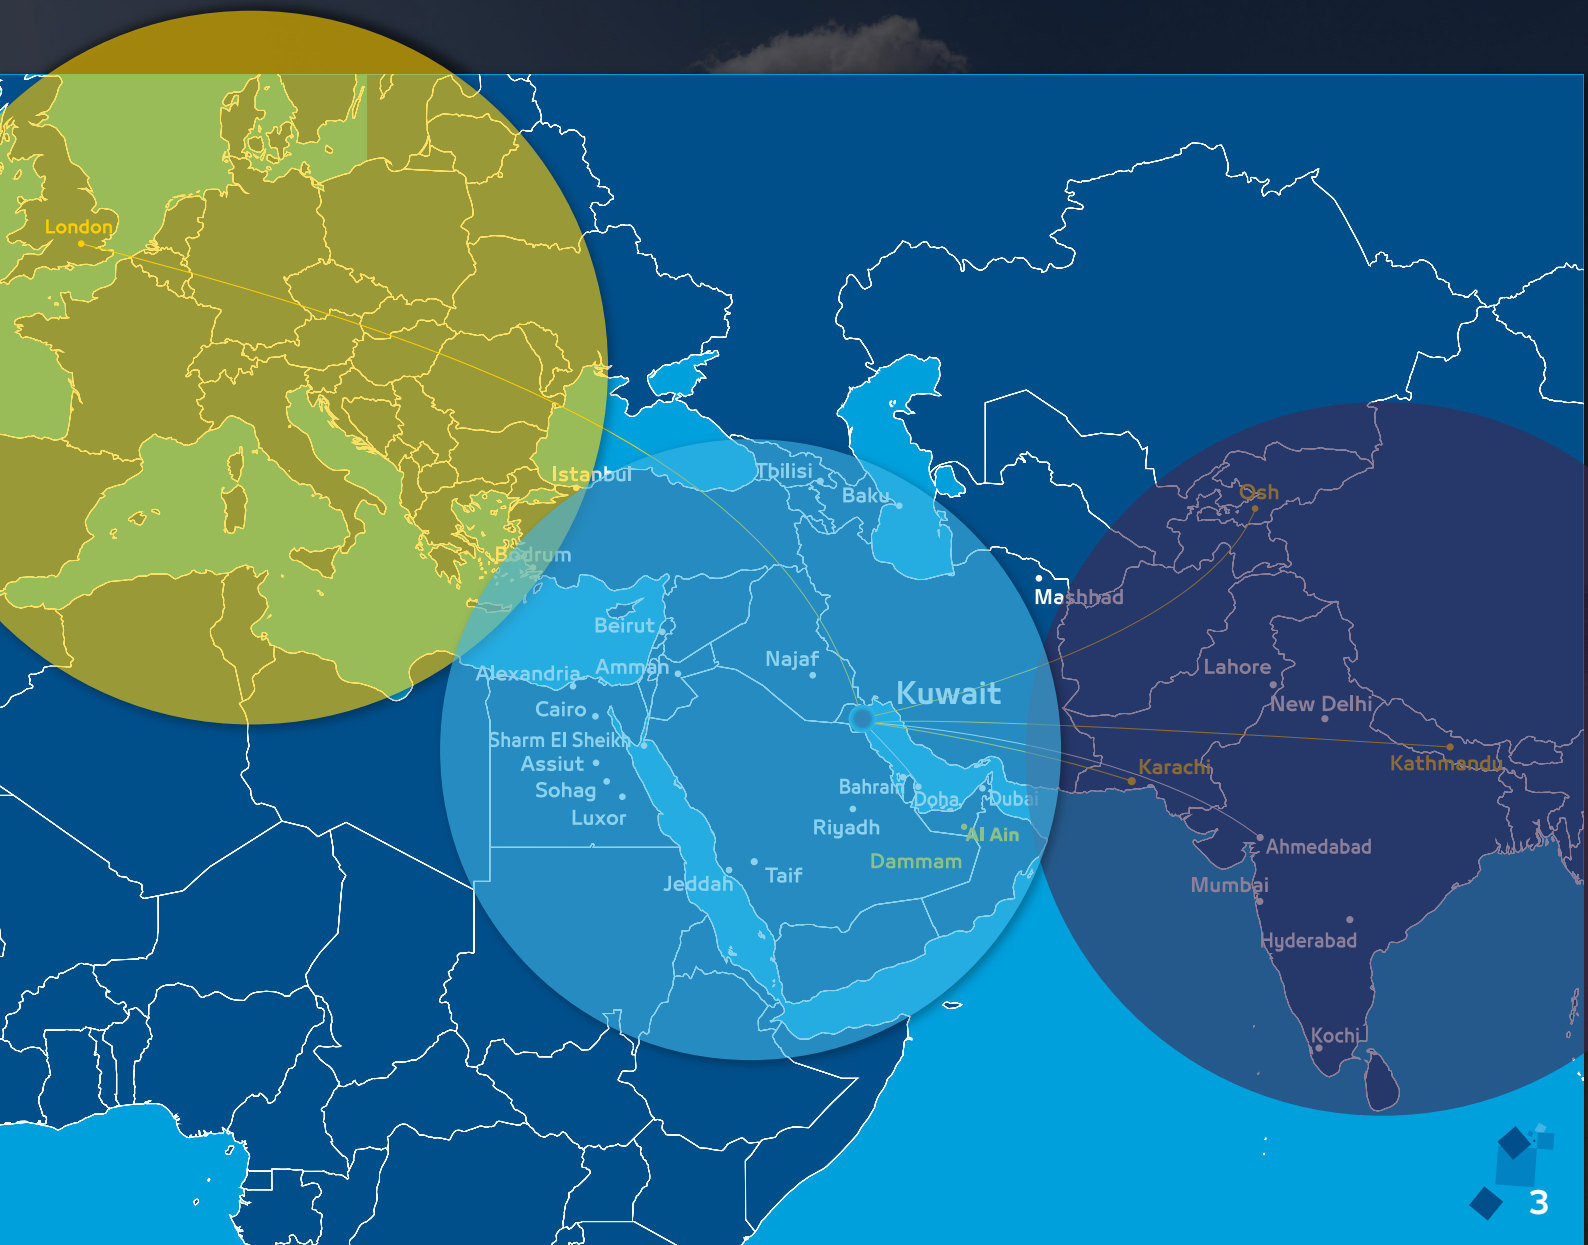 London
Istanbul
Tbilisi
Baku
Osh
Bodrum
Mashhad
Beirut
Najaf
Lahore
Alexandria
Amman
Kuwait
New Delhi
Cairo
Sharm El Sheikh
Assiut
Karachi
Kathmandu
Sohag
Bahrain
Doha
Dubai
Luxor
Riyadh
Al Ain
Ahmedabad
Dammam
Jeddah
Taif
Mumbai
Hyderabad
Kochi
3